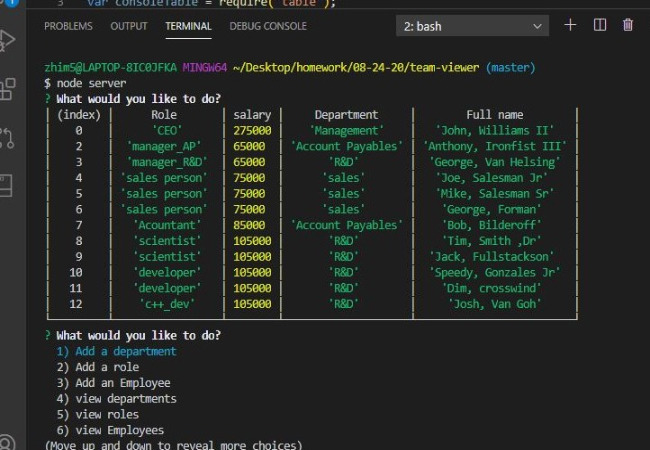 3 var consoleTable = require( table );
PROBLEMS OUTPUT TERMINAL DEBUG CONSOLE 2: bash
zhim5@LAPTOP-8IC0JFKA MINGW64 ~/Desktop/homework/08-24-20/team-viewer (master)
$ node server
? What would you like to do?
(index) Role salary Department Full name
0 'CEO' 275000 'Management' 'John, Williams II'
2 'manager_AP' 65000 'Account Payables' 'Anthony, Ironfist III'
3 'manager_R&D' 65000 'R&D' 'George, Van Helsing'
4 'sales person' 75000 'sales' 'Joe, Salesman Jr'
5 'sales person' 75000 'sales' 'Mike, Salesman Sr'
6 'sales person' 75000 'sales' 'George, Forman'
7 'Acountant' 85000 'Account Payables' 'Bob, Bilderoff'
8 'scientist' 105000 'R&D' 'Tim, Smith ,Dr'
9 'scientist' 105000 'R&D' 'Jack, Fullstackson'
10 'developer' 105000 'R&D' 'Speedy, Gonzales Jr'
11 'developer' 105000 'R&D' 'Dim, crosswind'
12 'c++_dev' 105000 'R&D' 'Josh, Van Goh'
? What would you like to do?
1) Add a department
2) Add a role
3) Add an Employee
4) view departments
5) view roles
6) view Employees
(Move up and down to reveal more choices)